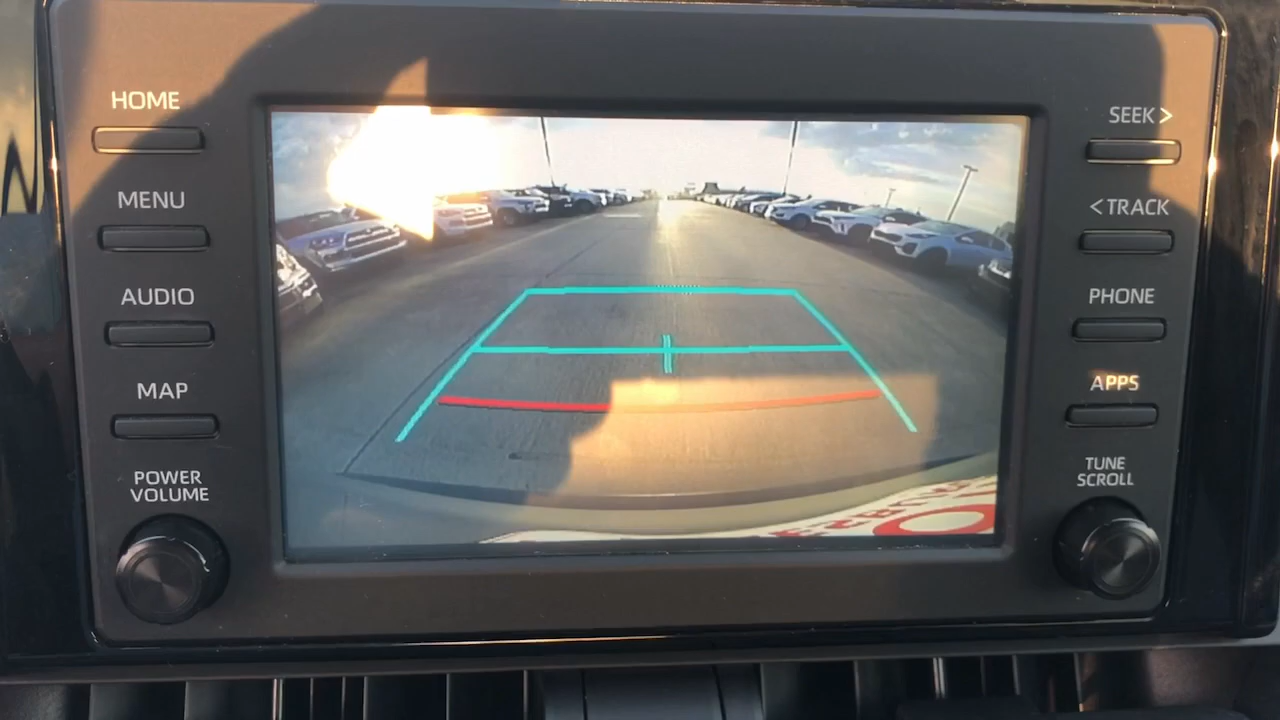 HOME
MENU
AUDIO
MAP
POWER
VOLUME
SEEK>
<TRACK
PHONE
APPS
TUNE
SCROLL